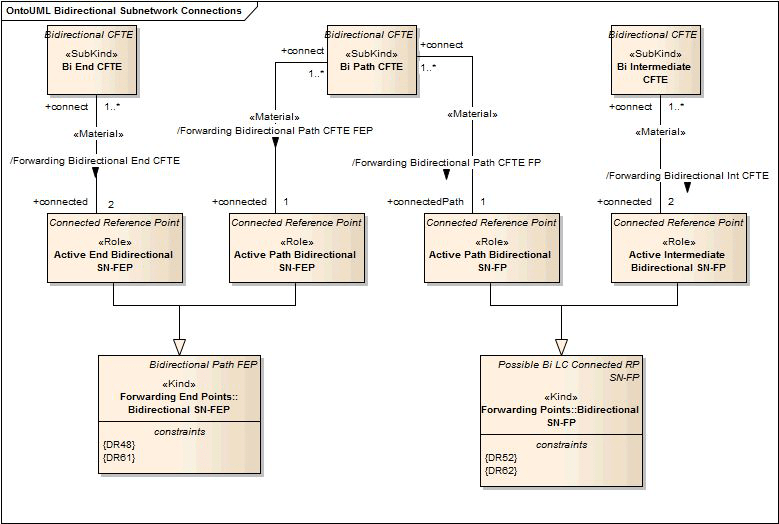 OntoUML Bidirectional Subnetwork Connections
Bidirectional CFTE
«SubKind»
Bi End CFTE
Bidirectional CFTE
«SubKind»
Bi Path CFTE
Bidirectional CFTE
«SubKind»
Bi Intermediate
CFTE
+connect
1..*
+connect
1..*
+connect
1..*
+connect
1..*
«Material»
/Forwarding Bidirectional End CFTE
«Material»
/Forwarding Bidirectional Path CFTE FEP
«Material»
/Forwarding Bidirectional Path CFTE FP
«Material»
/Forwarding Bidirectional Int CFTE
+connected
2
+connected
1
+connectedPath
1
+connected
2
Connected Reference Point
«Role»
Active End Bidirectional
SN-FEP
Connected Reference Point
«Role»
Active Path Bidirectional
SN-FEP
Connected Reference Point
«Role»
Active Path Bidirectional
SN-FP
Connected Reference Point
«Role»
Active Intermediate
Bidirectional SN-FP
Bidirectional Path FEP
«Kind»
Forwarding End Points::
Bidirectional SN-FEP
constraints
{DR48}
{DR61}
Possible Bi LC Connected RP
SN-FP
«Kind»
Forwarding Points::Bidirectional
SN-FP
constraints
{DR52}
{DR62}